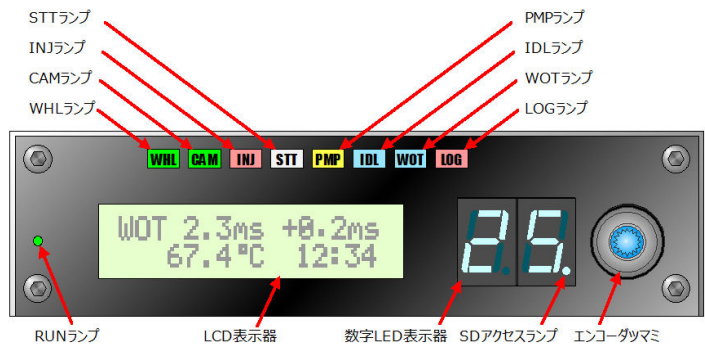 STTランプ
PMPランプ
INJランプ
IDLランプ
CAMランプ
WOTランプ
WHLランプ
LOGランプ
WHL CAM INJ STT PMP IDL WOT LOG
WOT 2.3ms +0.2ms
67.4℃ 12:34
RUNランプ
LCD表示器
数字LED表示器
SDアクセスランプ
エンコーダツマミ